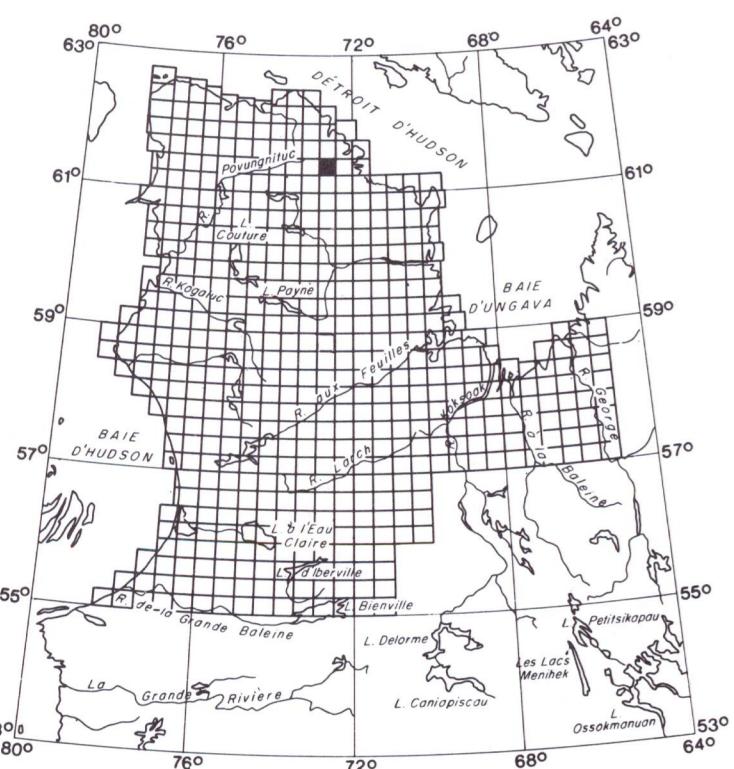 80°
76°
72°
68°
64°
63°
63°
DÉTROIT
D'HUDSON
Povungnituc
R.
61°
61°
L.
Couture
R. Kogaluc
L. Payne
BAIE
D'UNGAVA
59°
59°
R. aux Feuilles
Koksoak
R.
R. à la
Baleine
R. George
BAIE
D'HUDSON
57°
57°
R. Larch
L. à l'Eau
Claire
L. d'Iberville
55°
55°
R. de-la Grande Baleine
L. Bienville
L. Delorme
L. Petitsikapau
Les Lacs
Menihek
La Grande Rivière
L. Caniapiscau
L.
Ossokmanuan
53°
80°
76°
72°
68°
64°